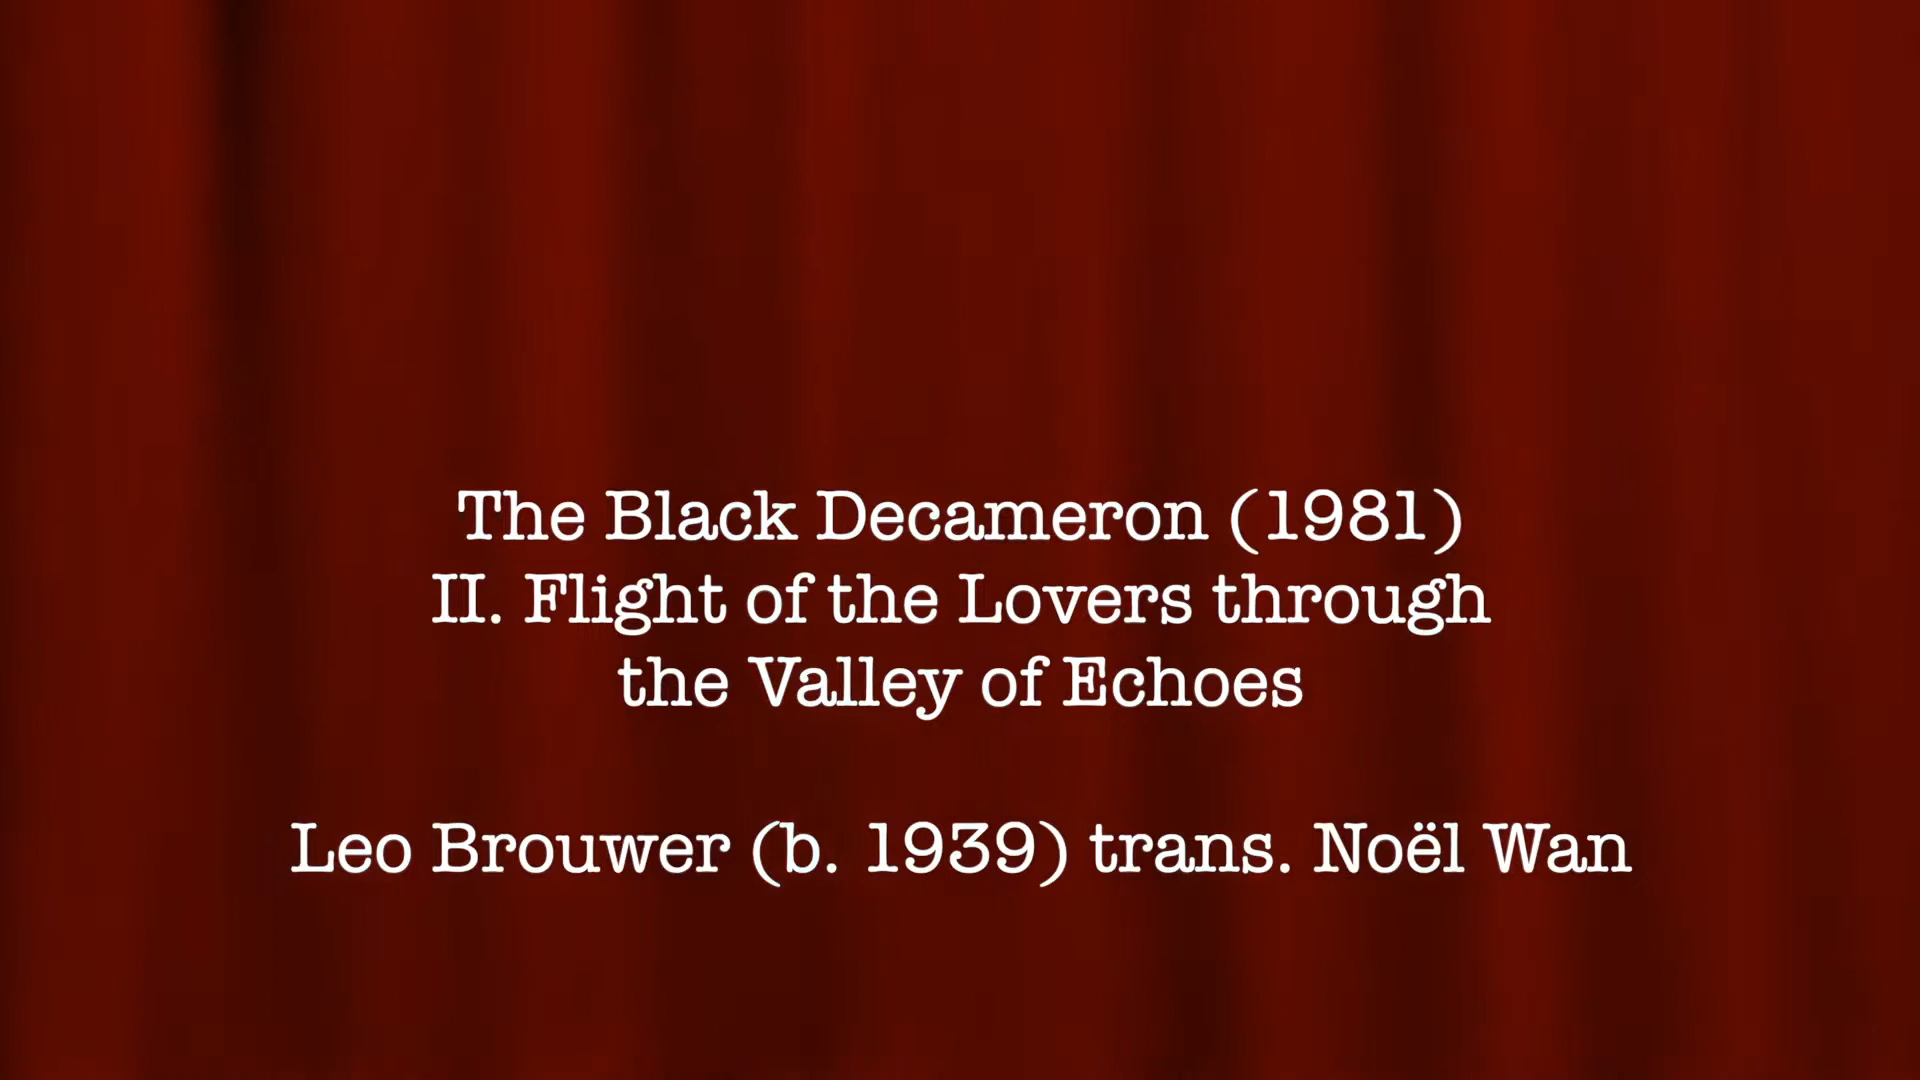 The Black Decameron (1981)
II. Flight of the Lovers through
the Valley of Echoes
Leo Brouwer (b. 1939) trans. Noël Wan